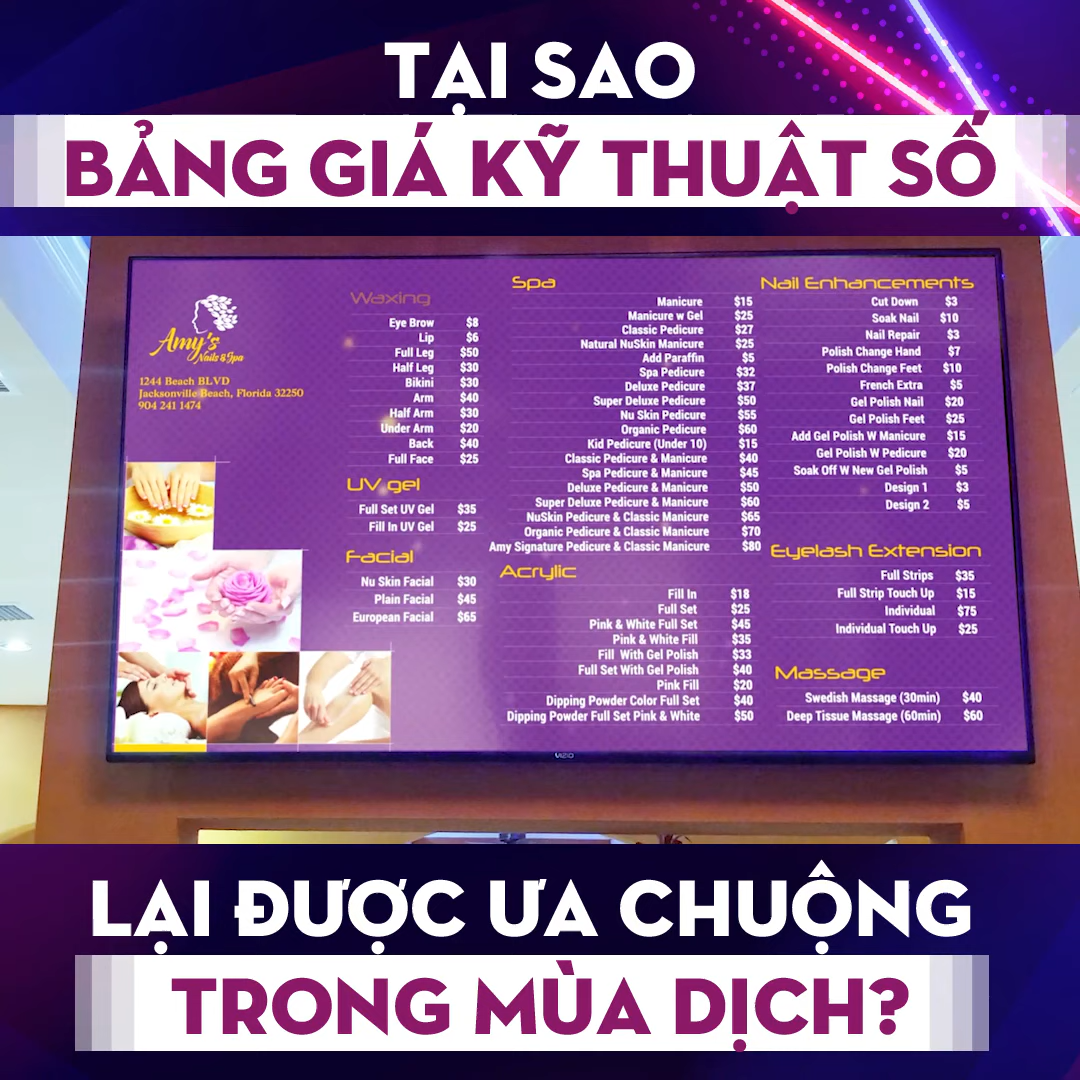 TẠI SAO
BẢNG GIÁ KỸ THUẬT SỐ
Amy's
Nails & Spa
1244 Beach BLVD
Jacksonville Beach, Florida 32250
904 241 1474
Waxing
Eye Brow $8
Lip $6
Full Leg $50
Half Leg $30
Bikini $30
Arm $40
Half Arm $30
Under Arm $20
Back $40
Full Face $25
UV gel
Full Set UV Gel $35
Fill In UV Gel $25
Facial
Nu Skin Facial $30
Plain Facial $45
European Facial $65
Spa
Manicure $15
Manicure w Gel $25
Classic Pedicure $27
Natural NuSkin Manicure $25
Add Paraffin $5
Spa Pedicure $32
Deluxe Pedicure $37
Super Deluxe Pedicure $50
Nu Skin Pedicure $55
Organic Pedicure $60
Kid Pedicure (Under 10) $15
Classic Pedicure & Manicure $40
Spa Pedicure & Manicure $45
Deluxe Pedicure & Manicure $50
Super Deluxe Pedicure & Manicure $60
NuSkin Pedicure & Classic Manicure $65
Organic Pedicure & Classic Manicure $70
Amy Signature Pedicure & Classic Manicure $80
Acrylic
Fill In $18
Full Set $25
Pink & White Full Set $45
Pink & White Fill $35
Fill With Gel Polish $33
Full Set With Gel Polish $40
Pink Fill $20
Dipping Powder Color Full Set $40
Dipping Powder Full Set Pink & White $50
Nail Enhancements
Cut Down $3
Soak Nail $10
Nail Repair $3
Polish Change Hand $7
Polish Change Feet $10
French Extra $5
Gel Polish Nail $20
Gel Polish Feet $25
Add Gel Polish W Manicure $15
Gel Polish W Pedicure $20
Soak Off W New Gel Polish $5
Design 1 $3
Design 2 $5
Eyelash Extension
Full Strips $35
Full Strip Touch Up $15
Individual $75
Individual Touch Up $25
Massage
Swedish Massage (30min) $40
Deep Tissue Massage (60min) $60
VIZIO
LẠI ĐƯỢC ƯA CHUỘNG
TRONG MÙA DỊCH?